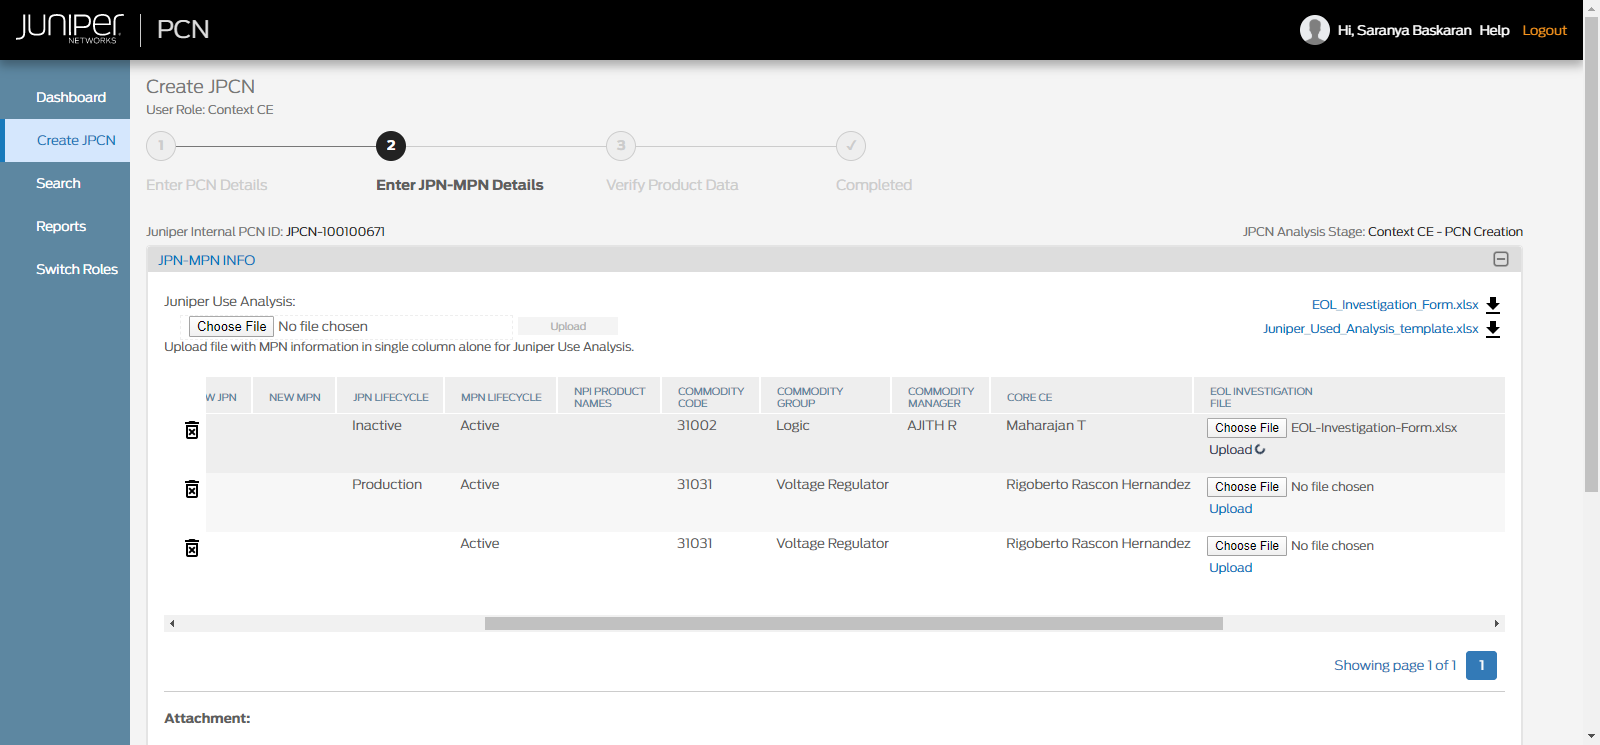 JUNIPER
NETWORKS
PCN
Hi, Saranya Baskaran Help Logout
Dashboard
Create JPCN
Search
Reports
Switch Roles
Create JPCN
User Role: Context CE
1 2 3 ✓
Enter PCN Details Enter JPN-MPN Details Verify Product Data Completed
Juniper Internal PCN ID: JPCN-100100671 JPCN Analysis Stage: Context CE - PCN Creation
JPN-MPN INFO
Juniper Use Analysis:
Choose File No file chosen Upload
Upload file with MPN information in single column alone for Juniper Use Analysis.
EOL_Investigation_Form.xlsx
Juniper_Used_Analysis_template.xlsx
W JPN NEW MPN JPN LIFECYCLE MPN LIFECYCLE NPI PRODUCT NAMES COMMODITY CODE COMMODITY GROUP COMMODITY MANAGER CORE CE EOL INVESTIGATION FILE
Inactive Active 31002 Logic AJITH R Maharajan T Choose File EOL-Investigation-Form.xlsx
Upload
Production Active 31031 Voltage Regulator Rigoberto Rascon Hernandez Choose File No file chosen
Upload
Active 31031 Voltage Regulator Rigoberto Rascon Hernandez Choose File No file chosen
Upload
Showing page 1 of 1 1
Attachment: